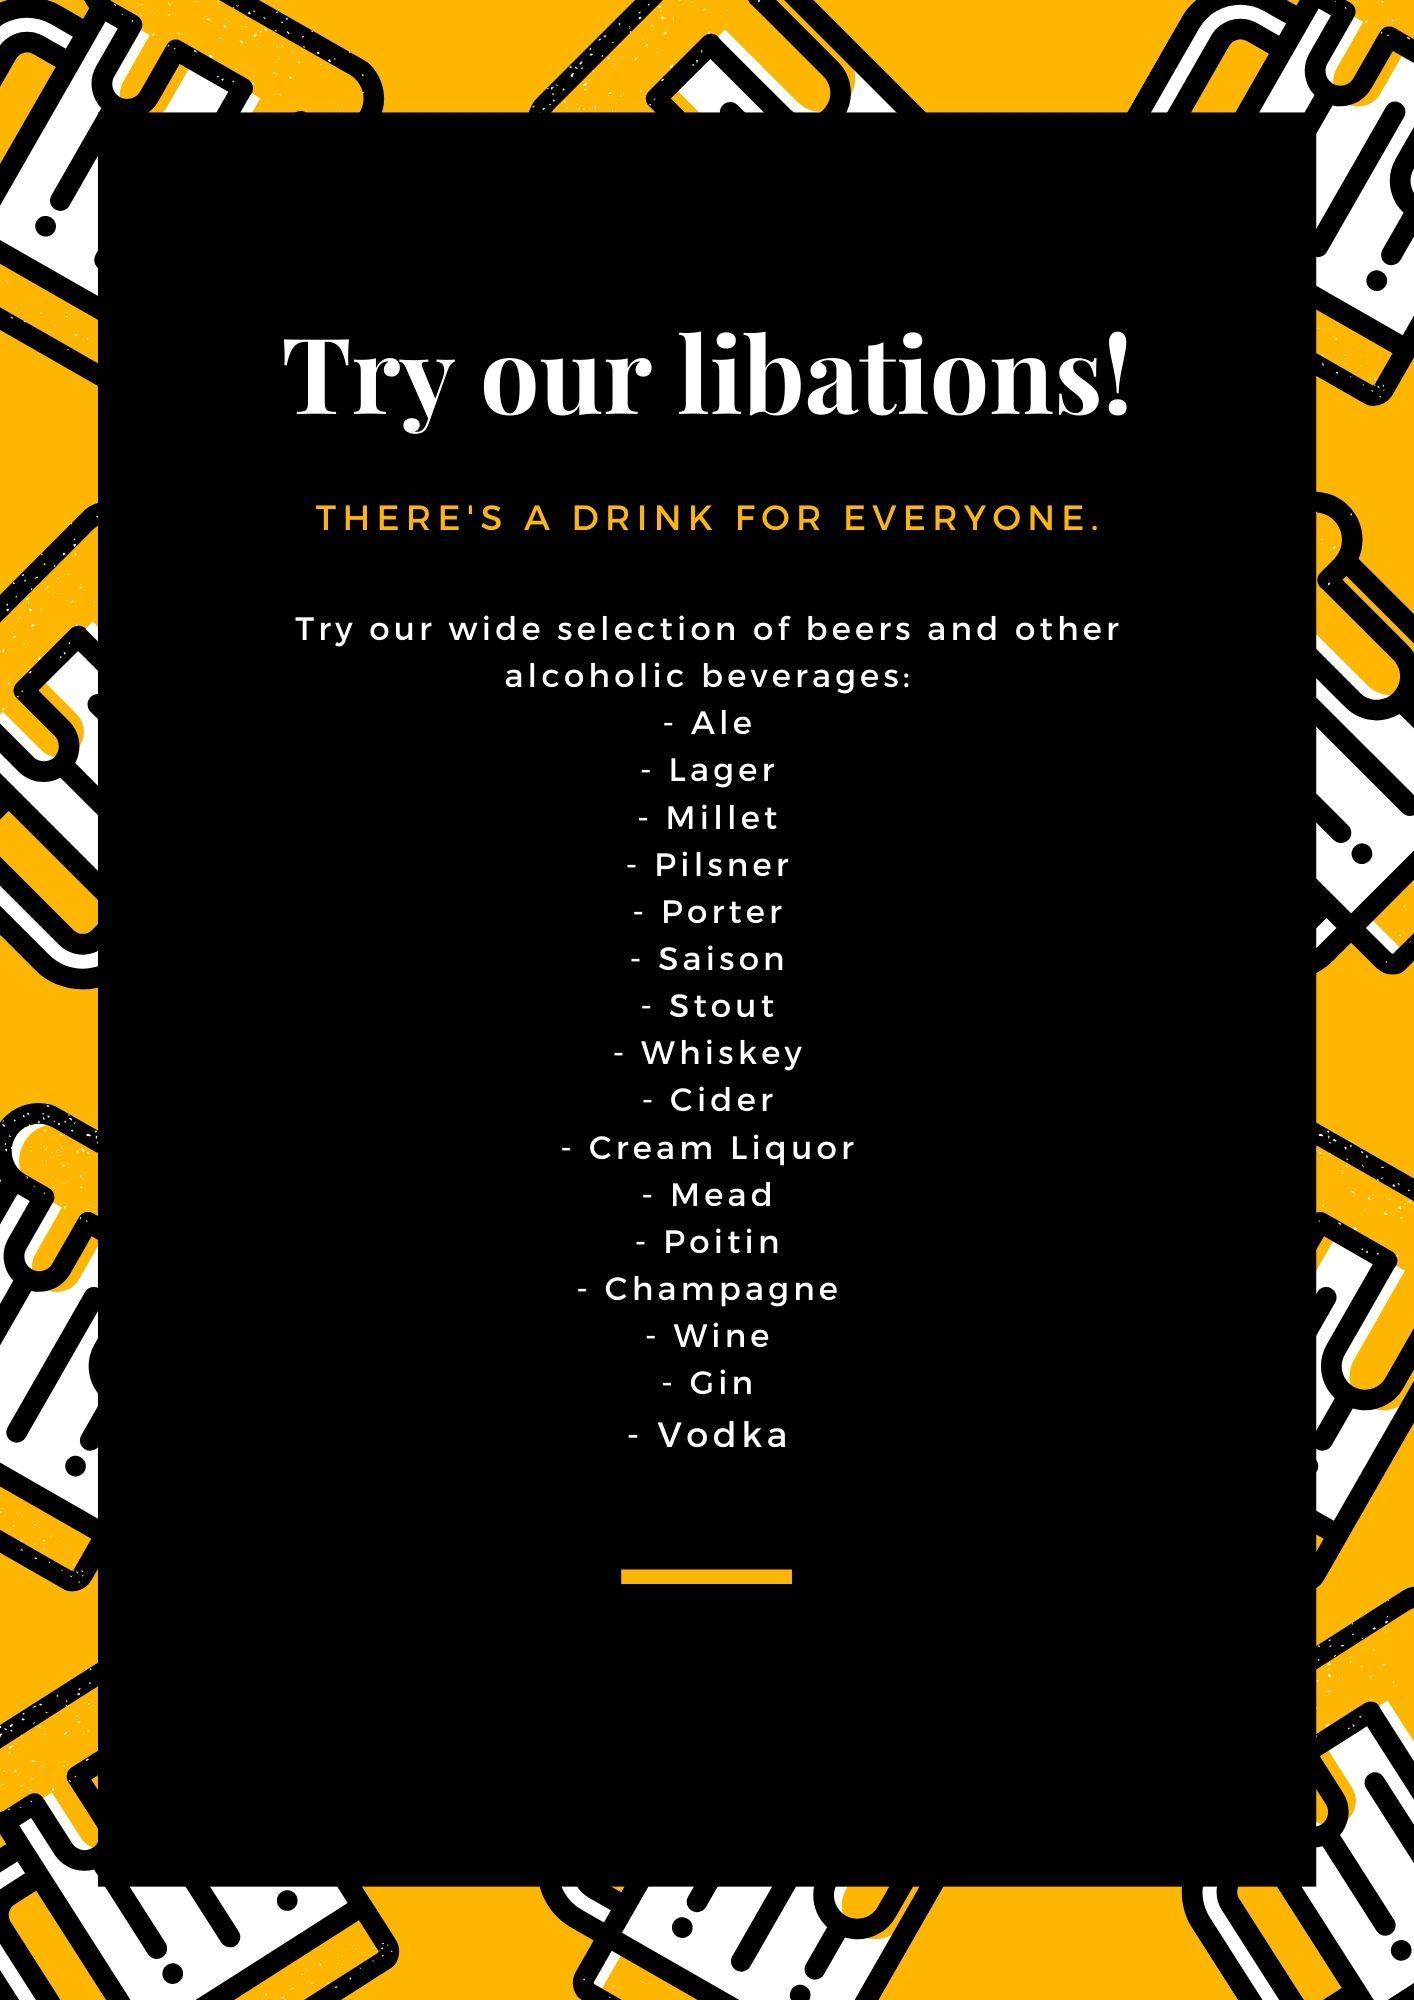 Try our libations!
THERE'S A DRINK FOR EVERYONE.
Try our wide selection of beers and other
alcoholic beverages:
- Ale
- Lager
- Millet
- Pilsner
- Porter
- Saison
- Stout
- Whiskey
- Cider
- Cream Liquor
- Mead
- Poitin
- Champagne
- Wine
- Gin
- Vodka